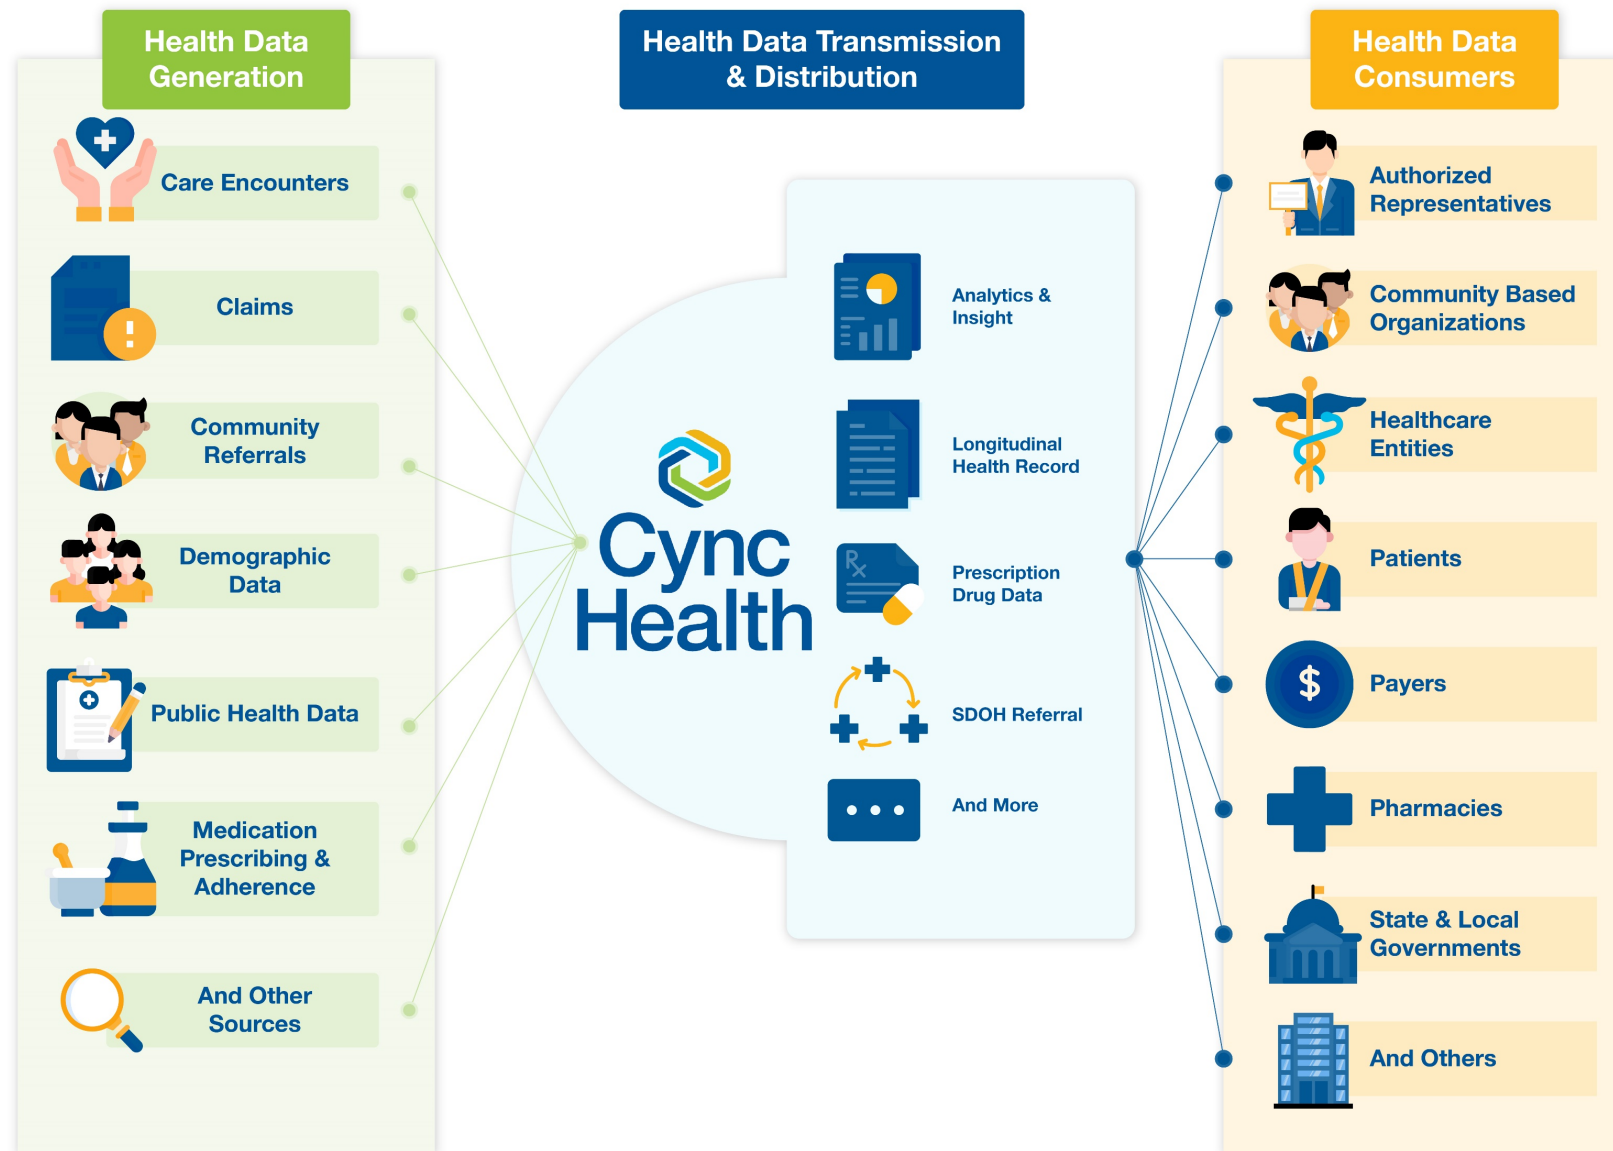 Health Data
Generation
Care Encounters
Claims
Community
Referrals
Demographic
Data
Public Health Data
Medication
Prescribing &
Adherence
And Other
Sources
Health Data Transmission
& Distribution
Cync
Health
Analytics &
Insight
Longitudinal
Health Record
Rx
Prescription
Drug Data
SDOH Referral
And More
Health Data
Consumers
Authorized
Representatives
Community Based
Organizations
Healthcare
Entities
Patients
$
Payers
Pharmacies
State & Local
Governments
And Others